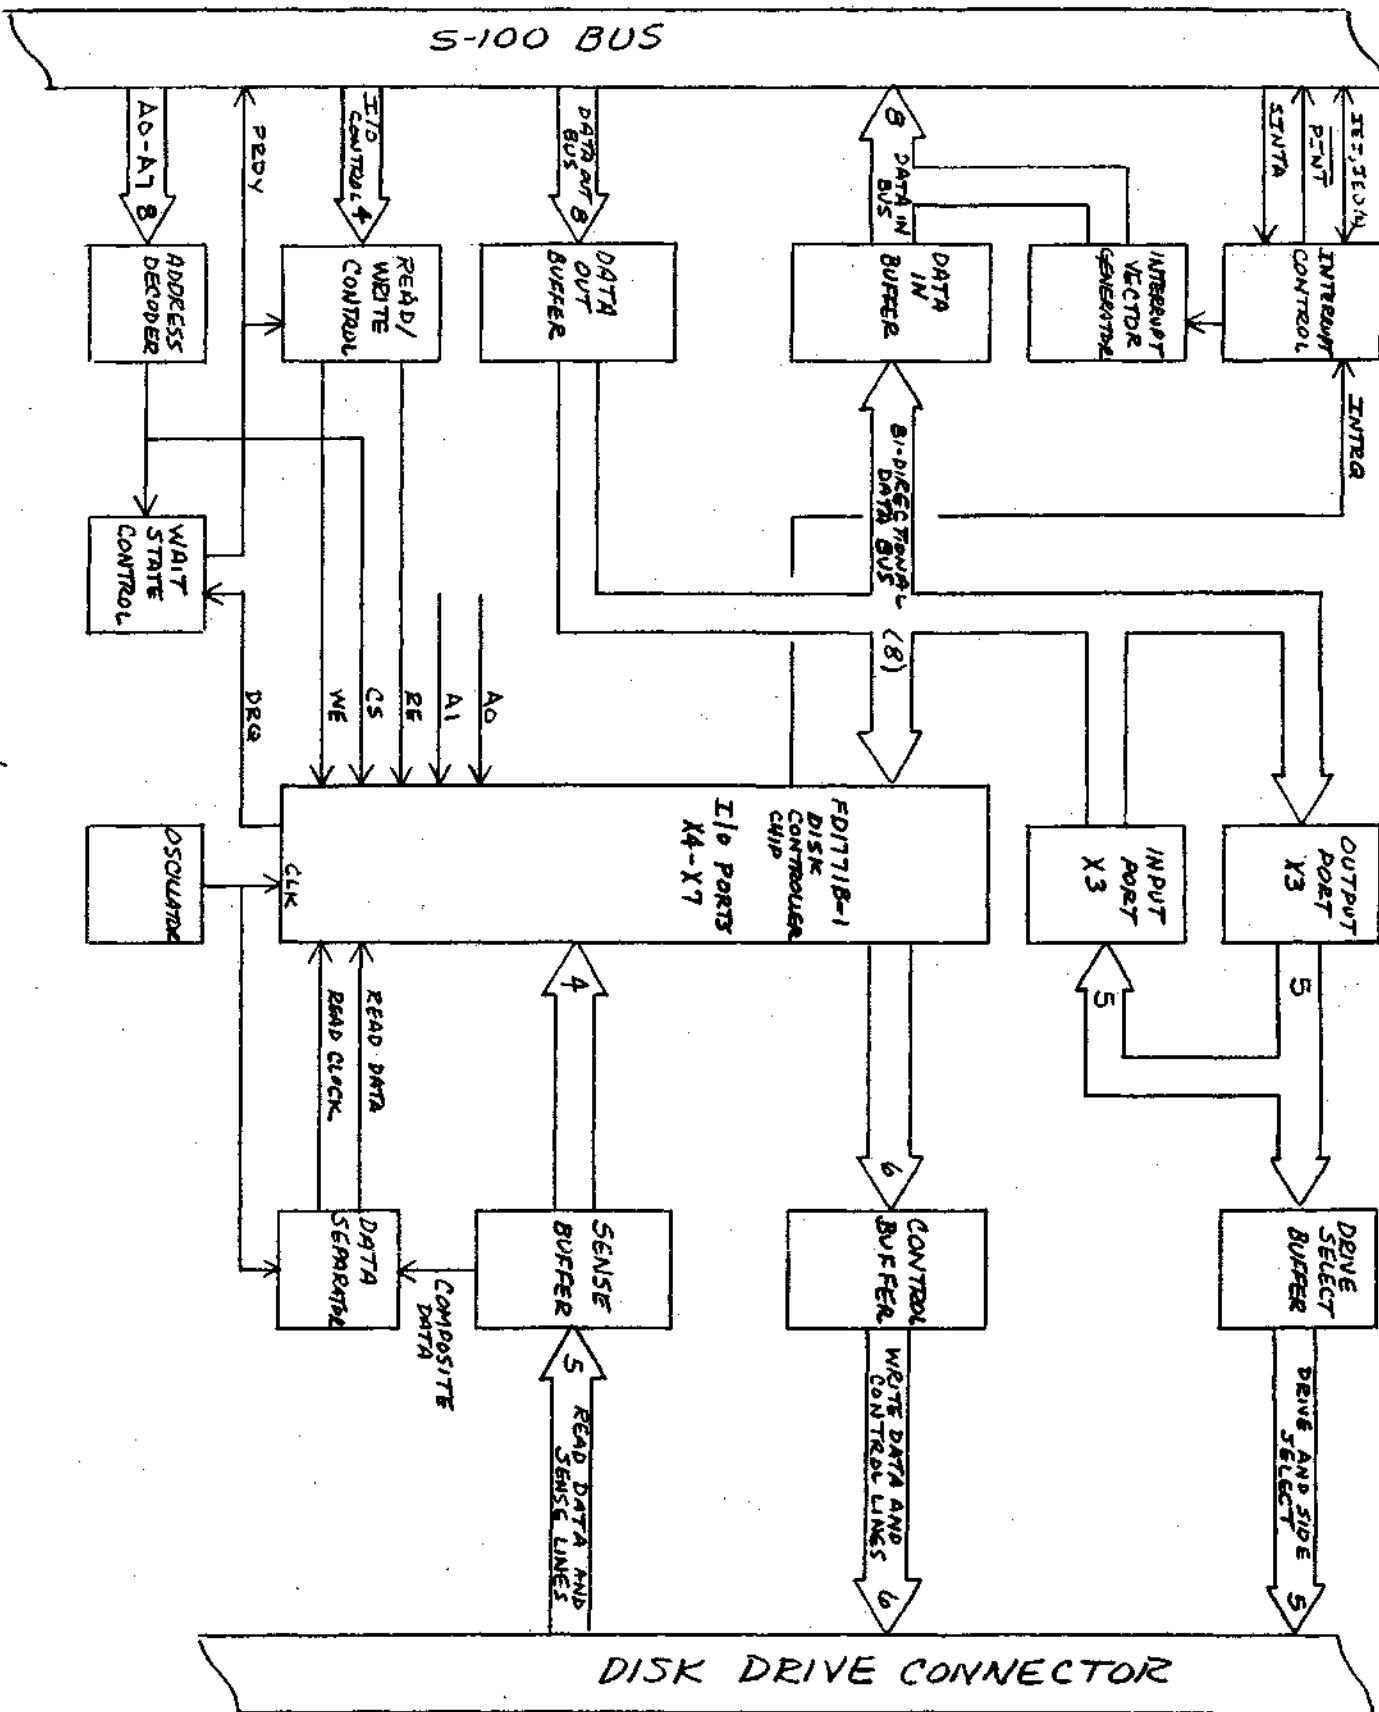 S-100 BUS
A0-A7
8
PRDY
I/O
CONTROL
4
DATA OUT
BUS
8
8
DATA IN
BUS
SINTA
PINT
ADDRESS
DECODER
READ/
WRITE
CONTROL
DATA
OUT
BUFFER
DATA
IN
BUFFER
INTERRUPT
VECTOR
GENERATOR
INTERRUPT
CONTROL
INTRQ
BI-DIRECTIONAL
DATA BUS
(8)
WAIT
STATE
CONTROL
DRQ
WE
CS
RE
A1
A0
OSCILLATOR
CLK
FD1771B-1
DISK
CONTROLLER
CHIP
I/O PORTS
X4-X7
INPUT
PORT
X3
OUTPUT
PORT
X3
READ CLOCK
READ DATA
4
6
5
5
DATA
SEPARATOR
COMPOSITE
DATA
SENSE
BUFFER
CONTROL
BUFFER
DRIVE
SELECT
BUFFER
5
READ DATA AND
SENSE LINES
WRITE DATA AND
CONTROL LINES
6
DRIVE AND SIDE
SELECT
5
DISK DRIVE CONNECTOR